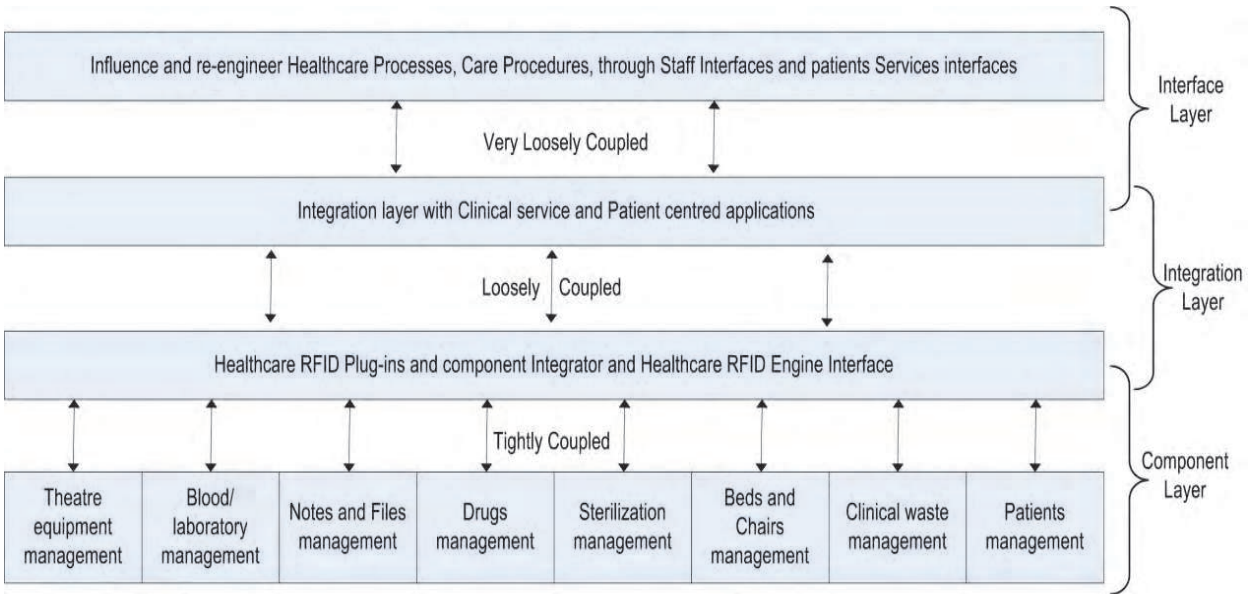 Influence and re-engineer Healthcare Processes, Care Procedures, through Staff Interfaces and patients Services interfaces
Interface
Layer
Very Loosely Coupled
Integration layer with Clinical service and Patient centred applications
Loosely Coupled
Integration
Layer
Healthcare RFID Plug-ins and component Integrator and Healthcare RFID Engine Interface
Tightly Coupled
Component
Layer
Theatre
equipment
management
Blood/
laboratory
management
Notes and Files
management
Drugs
management
Sterilization
management
Beds and
Chairs
management
Clinical waste
management
Patients
management